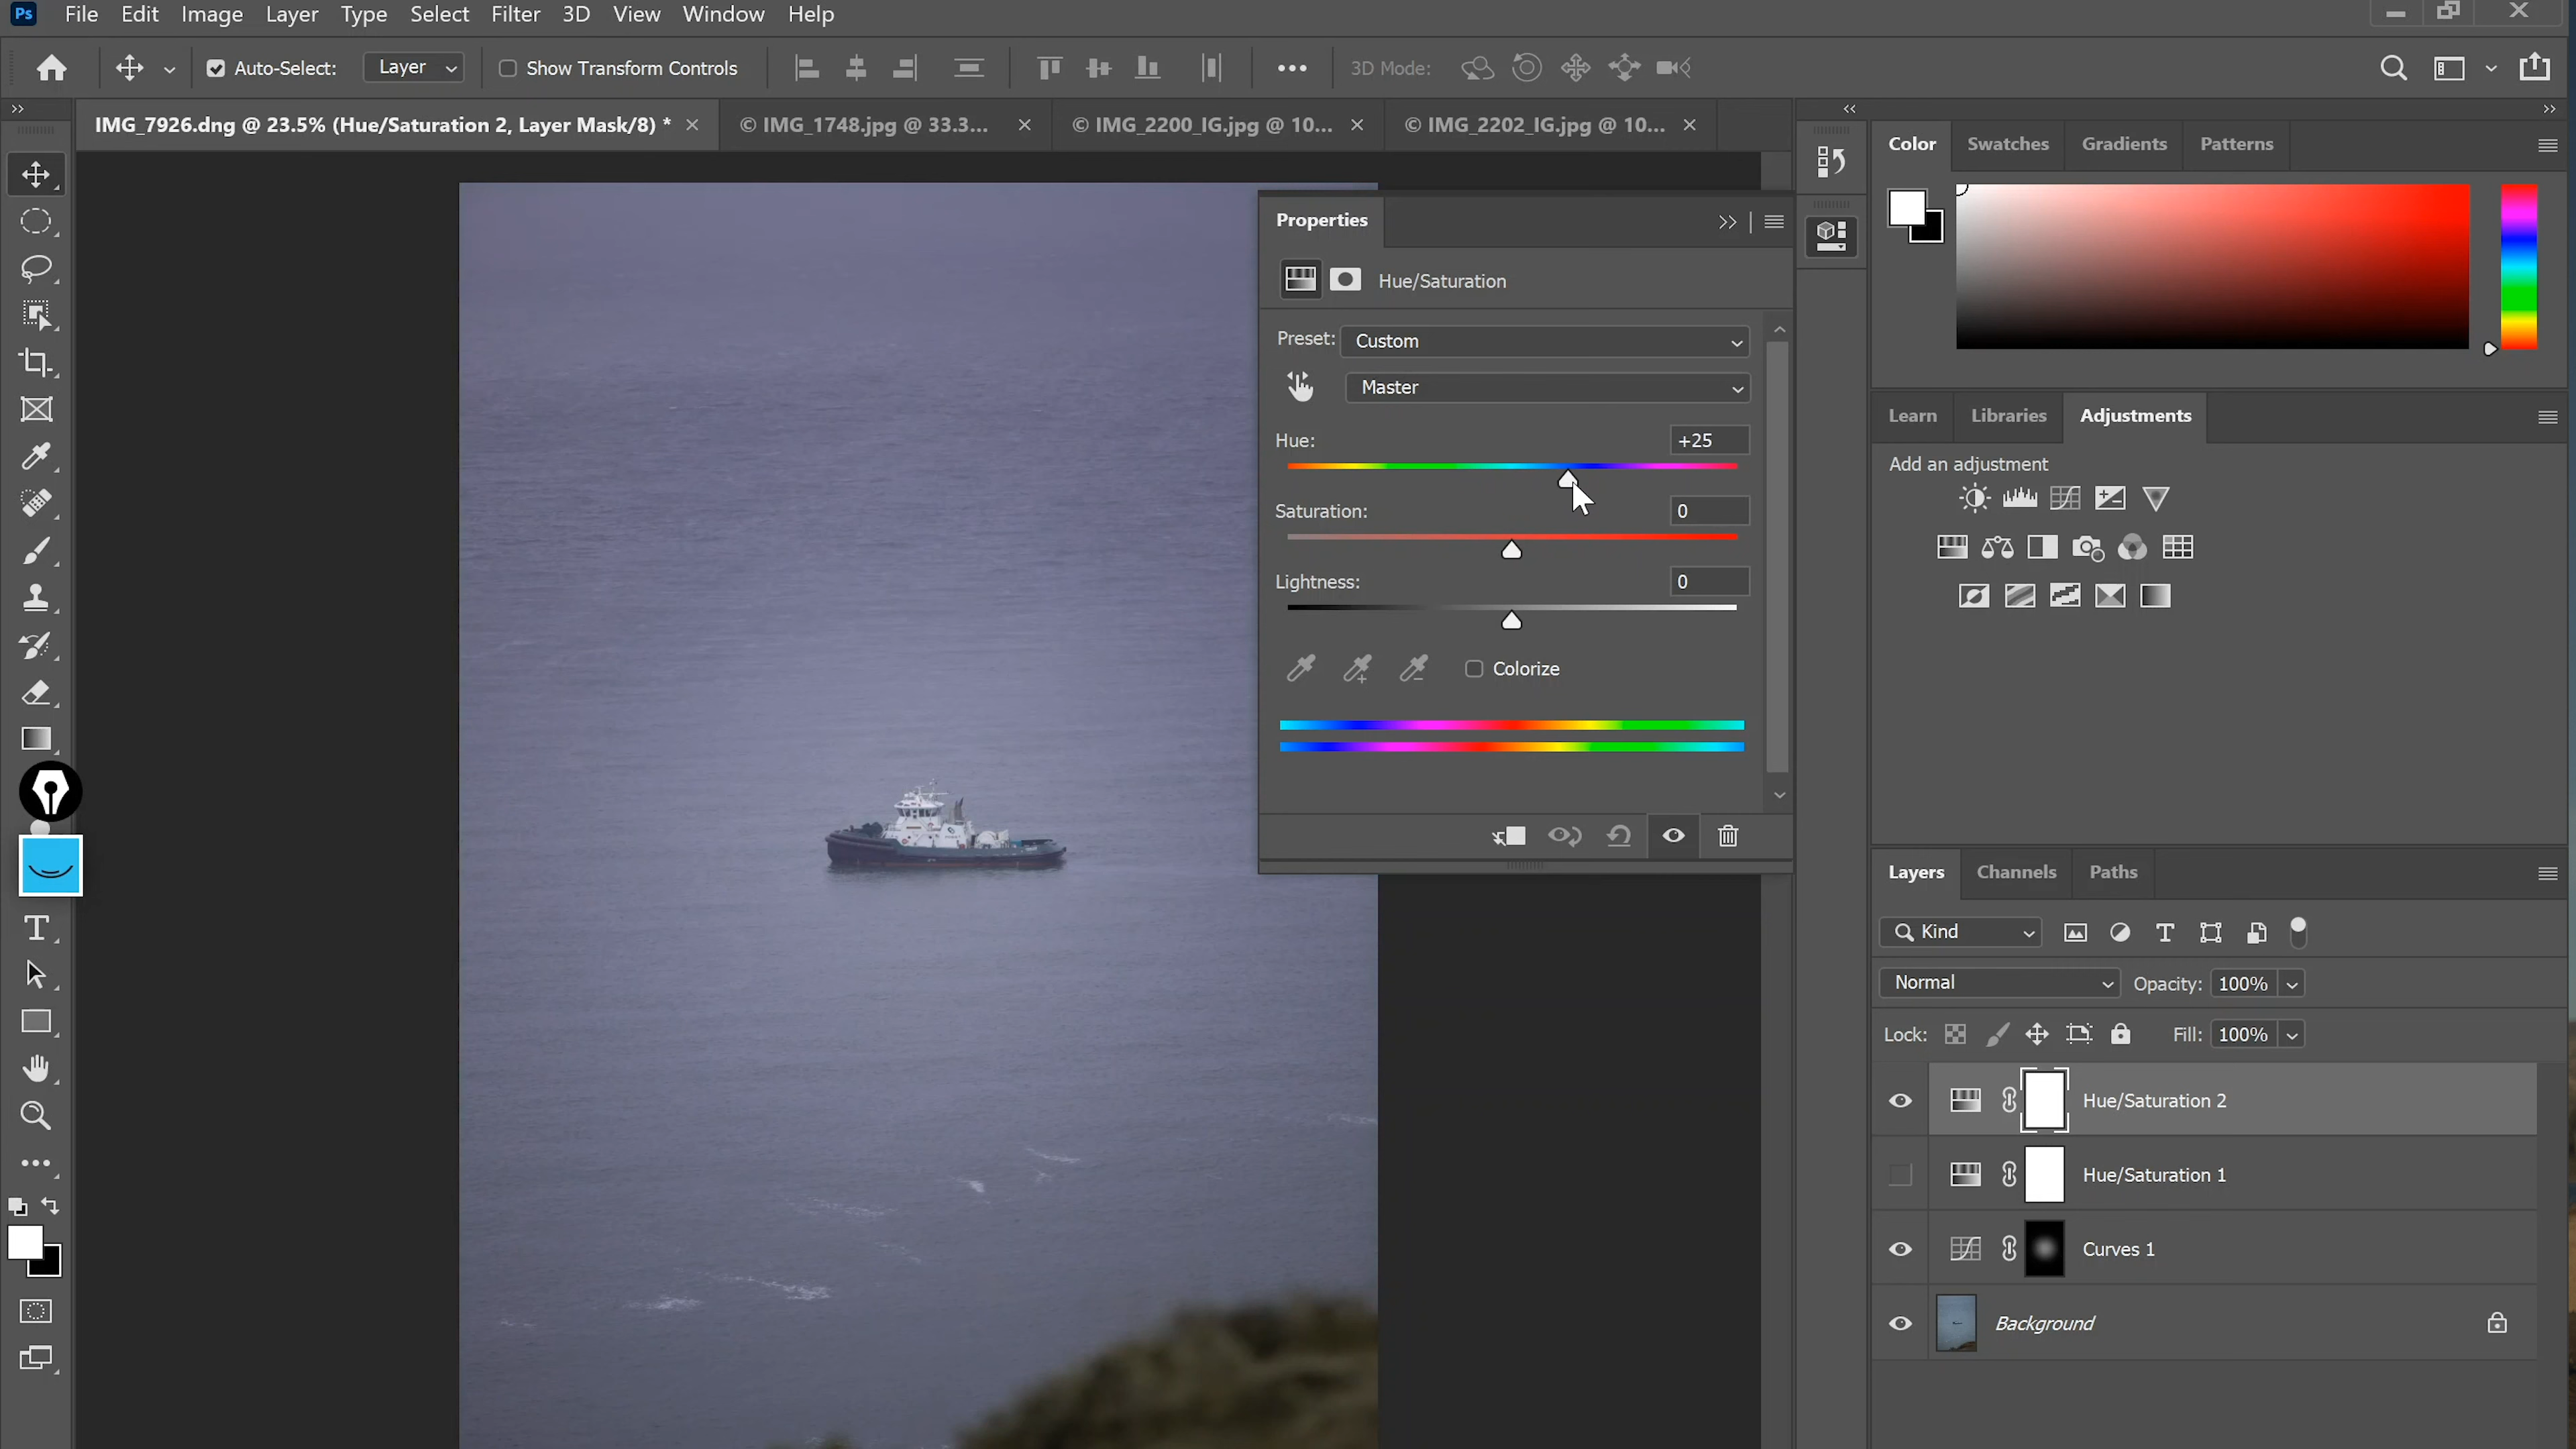 Ps File Edit Image Layer Type Select Filter 3D View Window Help
Auto-Select: Layer Show Transform Controls 3D Mode:
IMG_7926.dng @ 23.5% (Hue/Saturation 2, Layer Mask/8) *
© IMG_1748.jpg @ 33.3...
© IMG_2200_IG.jpg @ 10...
© IMG_2202_IG.jpg @ 10...
Properties
Hue/Saturation
Preset: Custom
Master
Hue: +25
Saturation: 0
Lightness: 0
Colorize
Color Swatches Gradients Patterns
Learn Libraries Adjustments
Add an adjustment
Layers Channels Paths
Kind
Normal Opacity: 100%
Lock: Fill: 100%
Hue/Saturation 2
Hue/Saturation 1
Curves 1
Background